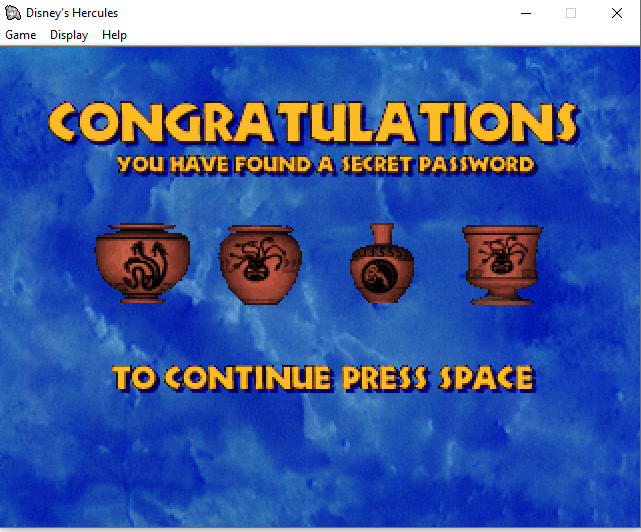 Disney's Hercules
Game Display Help
CONGRATULATIONS
YOU HAVE FOUND A SECRET PASSWORD
TO CONTINUE PRESS SPACE